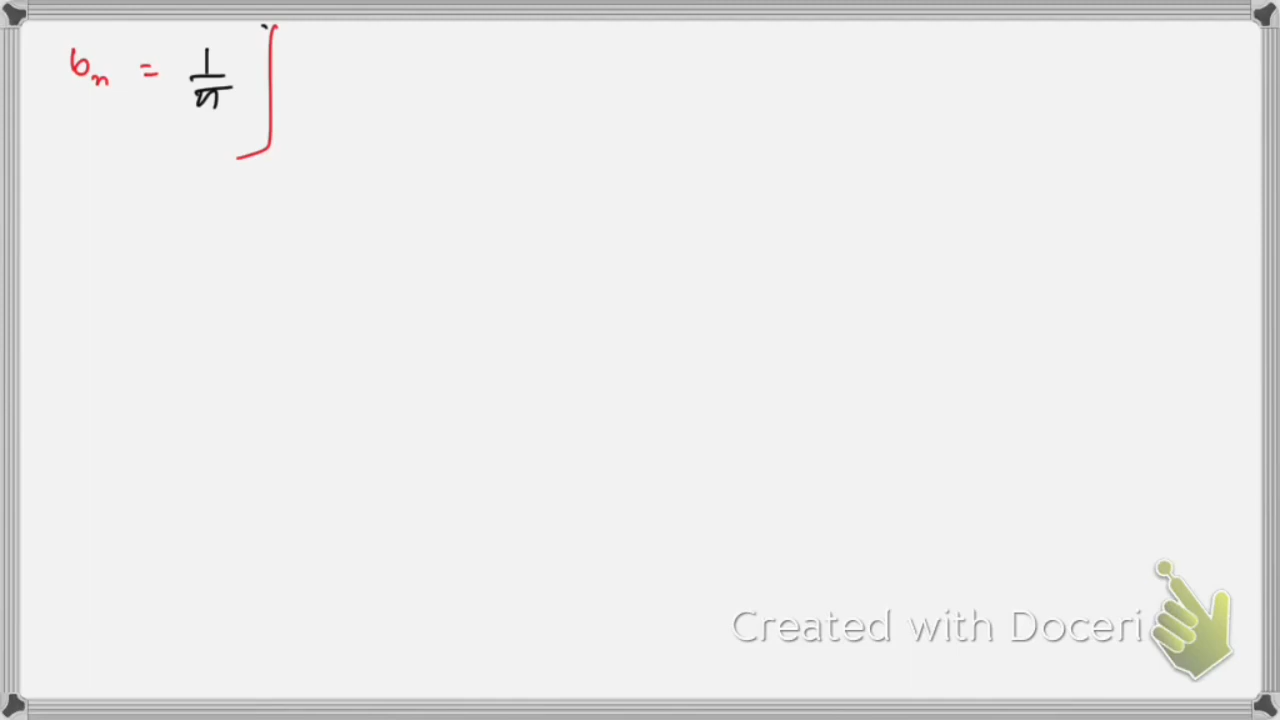 bₙ = 1/π ∫
Created with Doceri